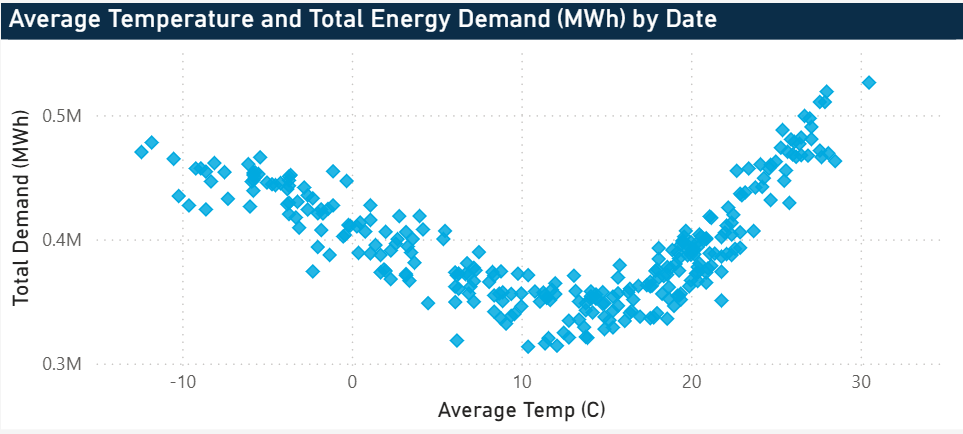 Average Temperature and Total Energy Demand (MWh) by Date
Total Demand (MWh)
0.5M
0.4M
0.3M
-10 0 10 20 30
Average Temp (C)